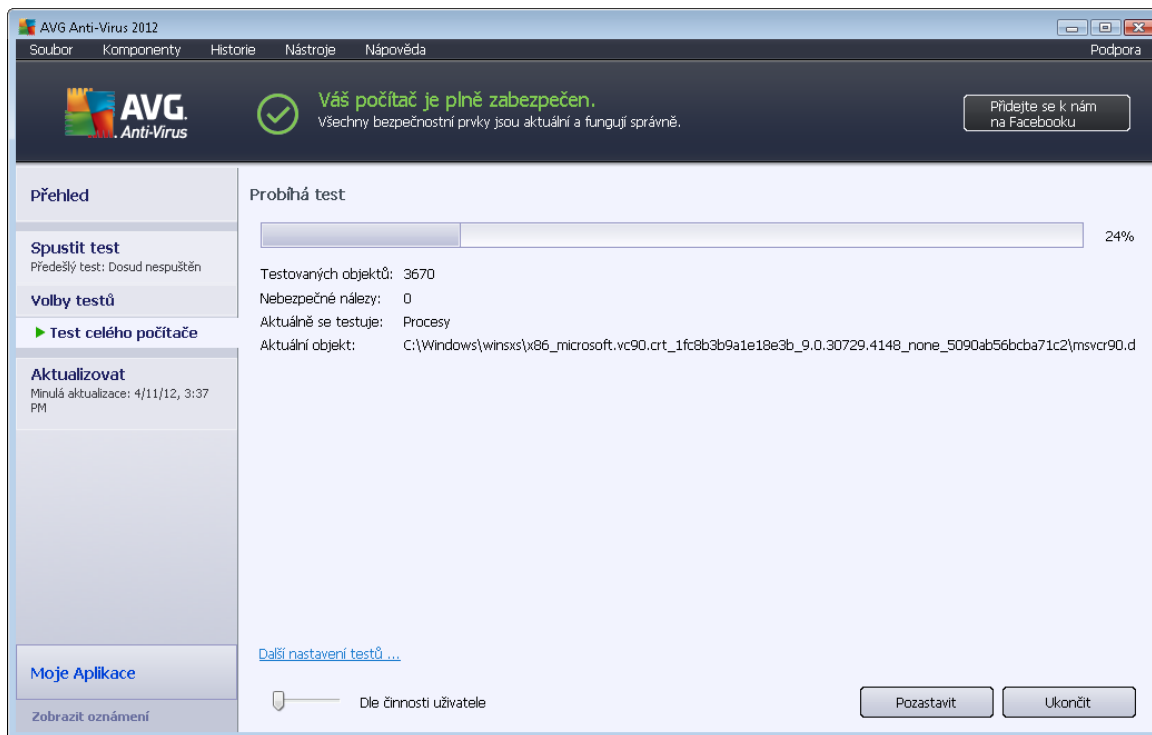 AVG Anti-Virus 2012
Soubor Komponenty Historie Nástroje Nápověda Podpora
AVG.
Anti-Virus
Váš počítač je plně zabezpečen.
Všechny bezpečnostní prvky jsou aktuální a fungují správně.
Přidejte se k nám
na Facebooku
Přehled
Spustit test
Předešlý test: Dosud nespuštěn
Volby testů
Test celého počítače
Aktualizovat
Minulá aktualizace: 4/11/12, 3:37
PM
Moje Aplikace
Zobrazit oznámení
Probíhá test
24%
Testovaných objektů: 3670
Nebezpečné nálezy: 0
Aktuálně se testuje: Procesy
Aktuální objekt: C:\Windows\winsxs\x86_microsoft.vc90.crt_1fc8b3b9a1e18e3b_9.0.30729.4148_none_5090ab56bcba71c2\msvcr90.d
Další nastavení testů ...
Dle činnosti uživatele
Pozastavit
Ukončit